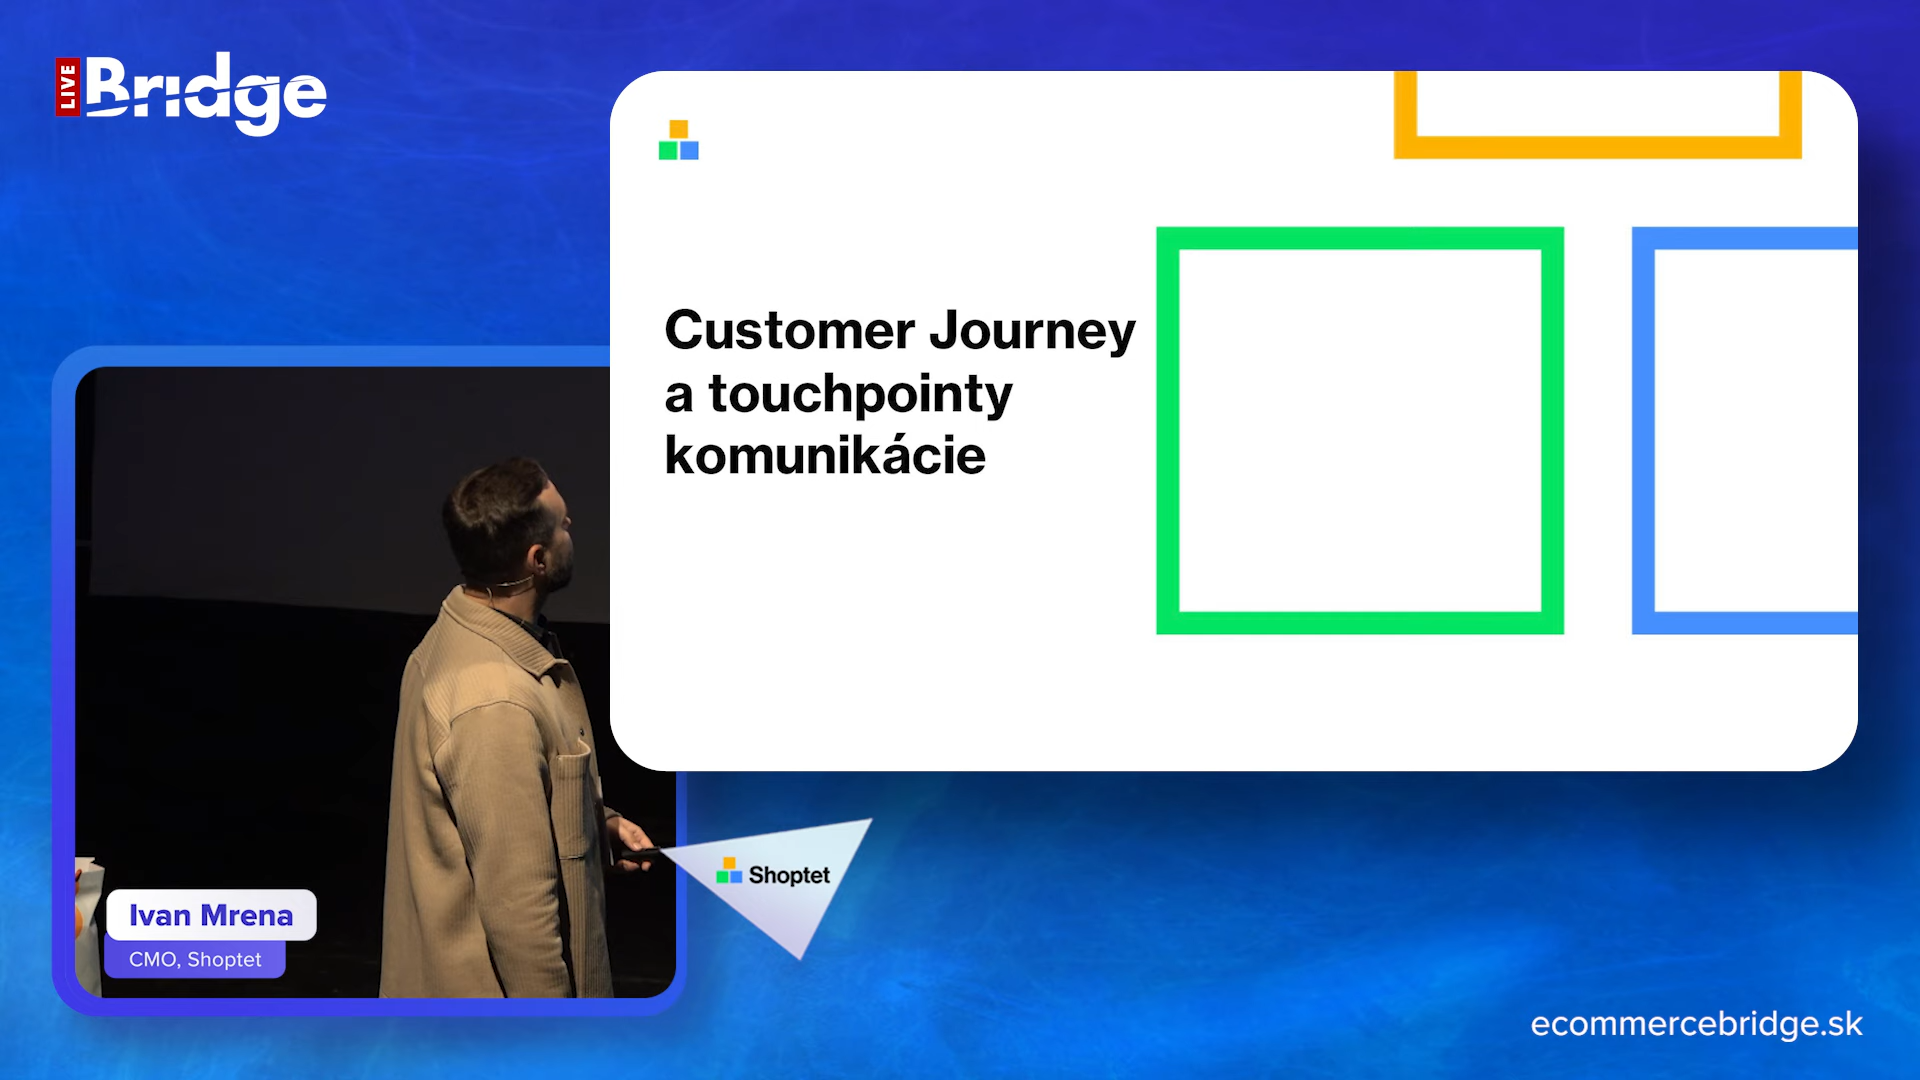 LIVE
Bridge
Customer Journey
a touchpointy
komunikácie
Ivan Mrena
CMO, Shoptet
Shoptet
ecommercebridge.sk